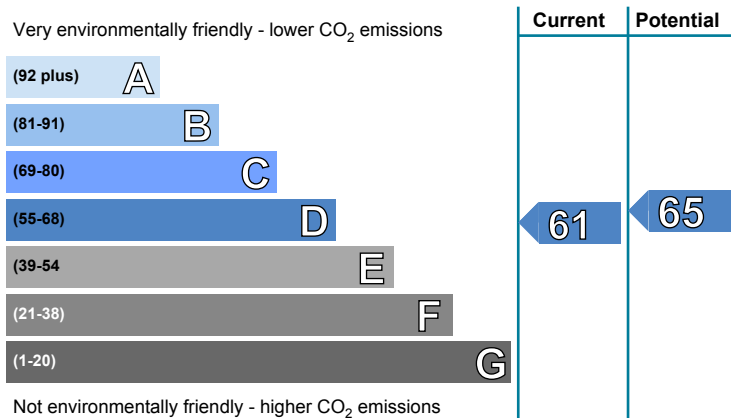 Very environmentally friendly - lower CO₂ emissions
Current Potential
(92 plus) A
(81-91) B
(69-80) C
(55-68) D
61 65
(39-54 E
(21-38) F
(1-20) G
Not environmentally friendly - higher CO₂ emissions